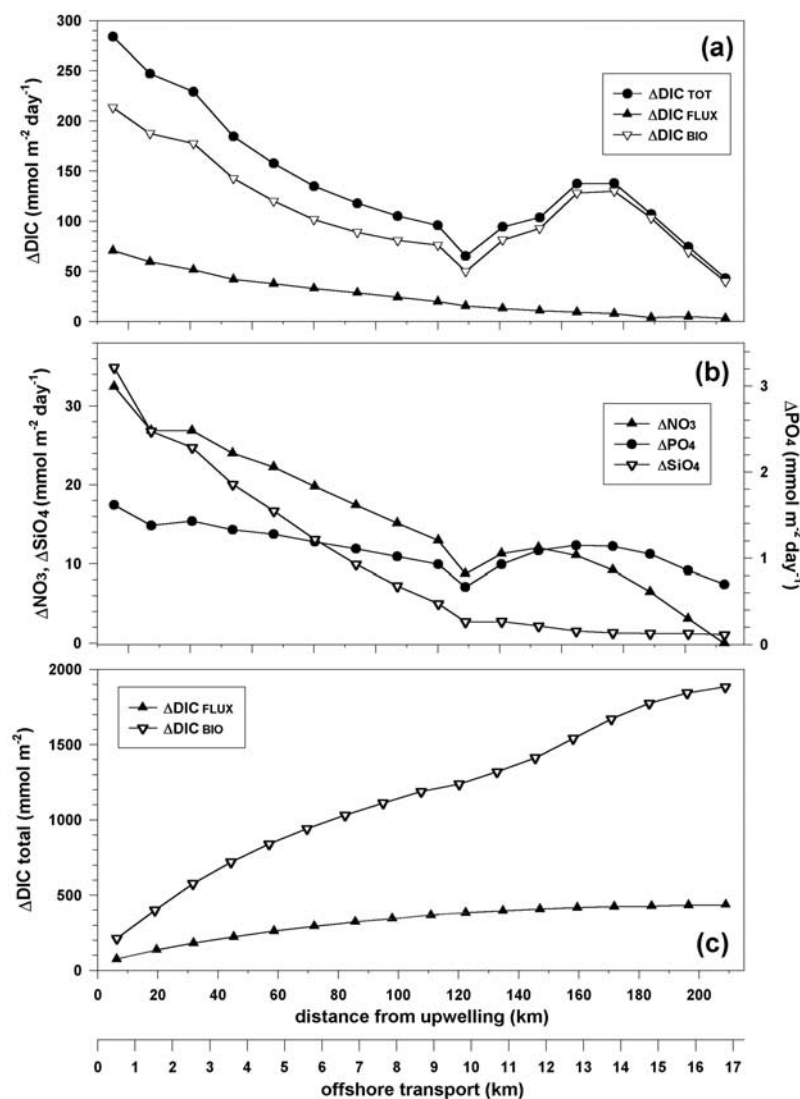 300
250
200
150
100
50
0
ΔDIC (mmol m-2 day-1)
(a)
ΔDIC TOT
ΔDIC FLUX
ΔDIC BIO
30
20
10
0
ΔNO3, ΔSiO4 (mmol m-2 day-1)
(b)
ΔNO3
ΔPO4
ΔSiO4
3
2
1
0
ΔPO4 (mmol m-2 day-1)
2000
1500
1000
500
0
ΔDIC total (mmol m-2)
ΔDIC FLUX
ΔDIC BIO
(c)
0 20 40 60 80 100 120 140 160 180 200
distance from upwelling (km)
0 1 2 3 4 5 6 7 8 9 10 11 12 13 14 15 16 17
offshore transport (km)